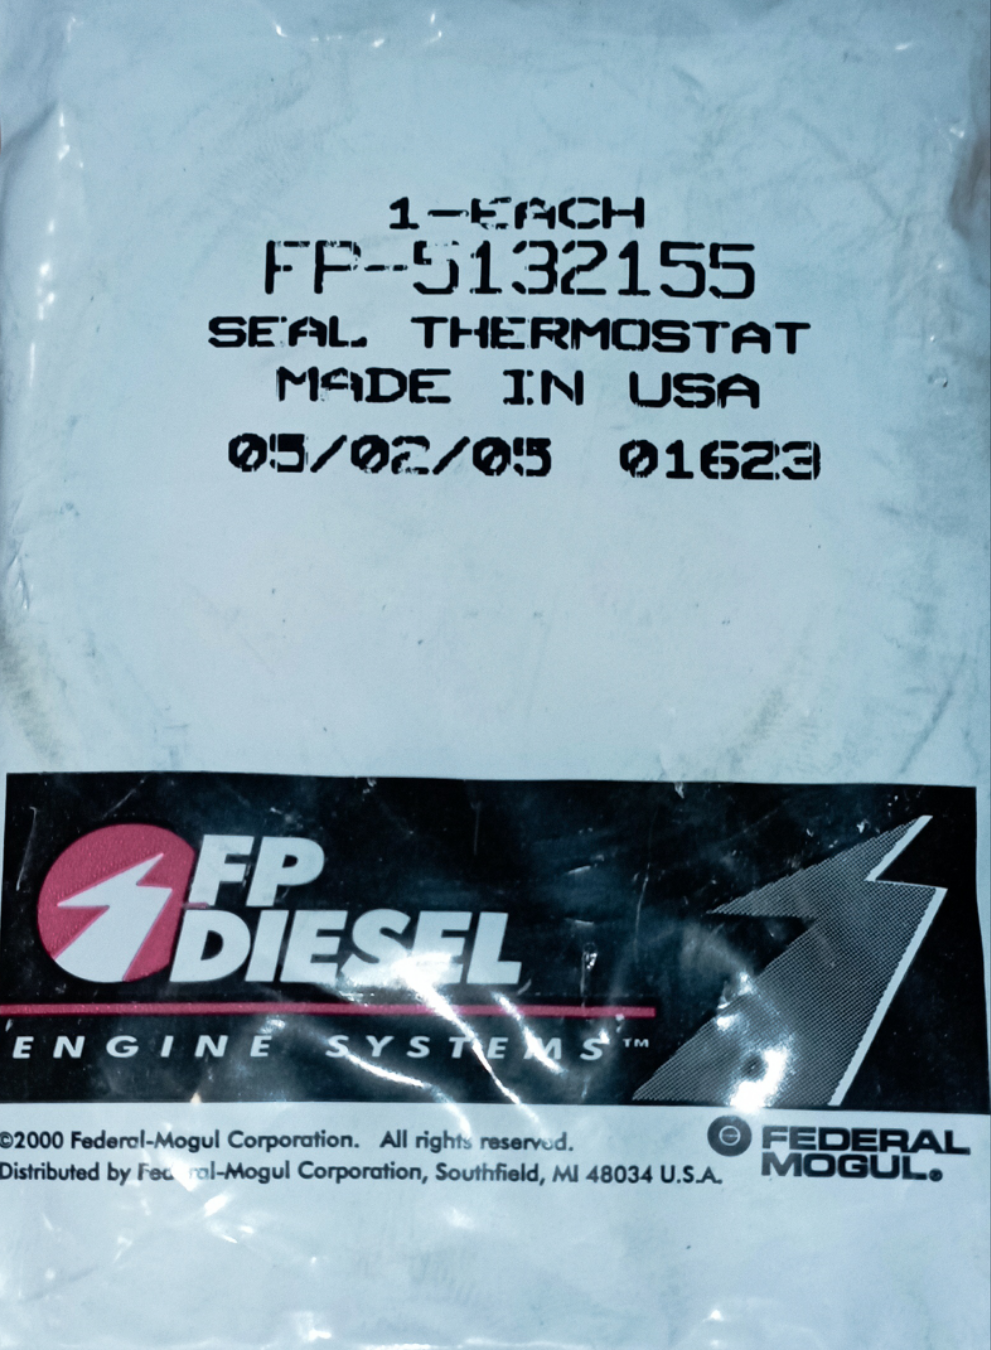 1-EACH
FP-5132155
SEAL THERMOSTAT
MADE IN USA
05/02/05 01623
FP
DIESEL
ENGINE SYSTEMS™
©2000 Federal-Mogul Corporation. All rights reserved.
Distributed by Federal-Mogul Corporation, Southfield, MI 48034 U.S.A.
FEDERAL
MOGUL®